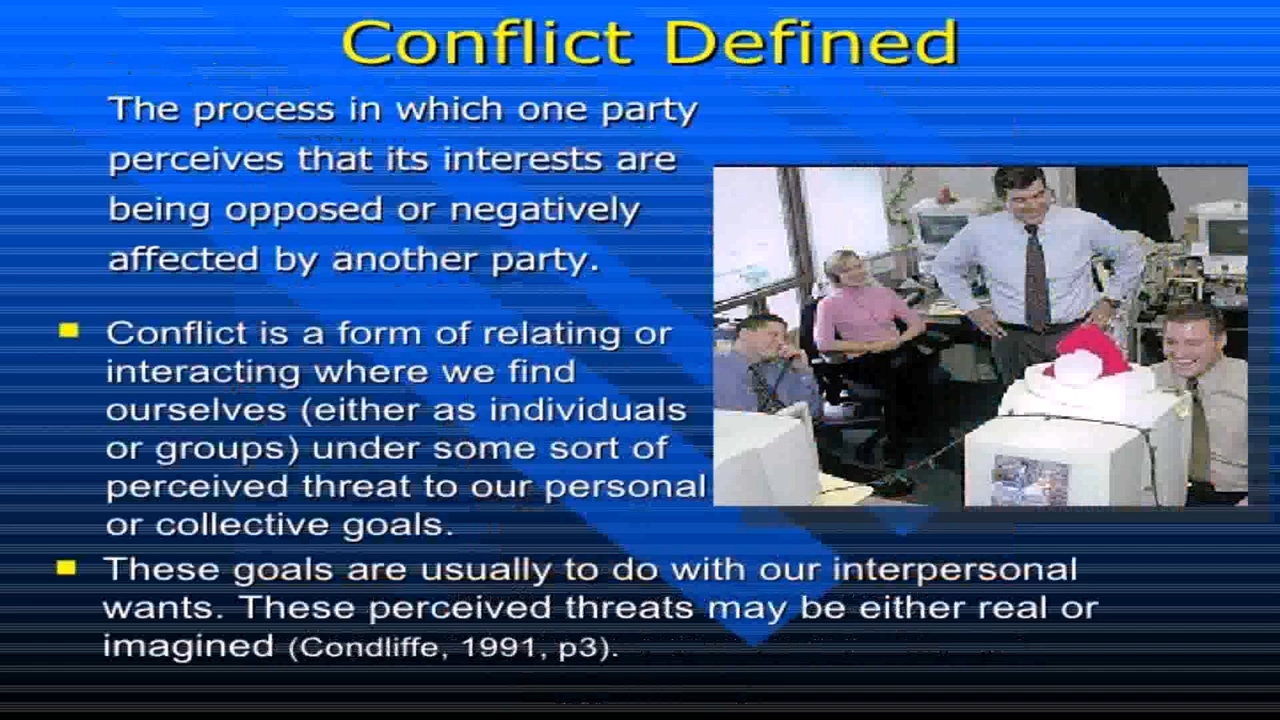 Conflict Defined
The process in which one party
perceives that its interests are
being opposed or negatively
affected by another party.
Conflict is a form of relating or
interacting where we find
ourselves (either as individuals
or groups) under some sort of
perceived threat to our personal
or collective goals.
These goals are usually to do with our interpersonal
wants. These perceived threats may be either real or
imagined (Condliffe, 1991, p3).